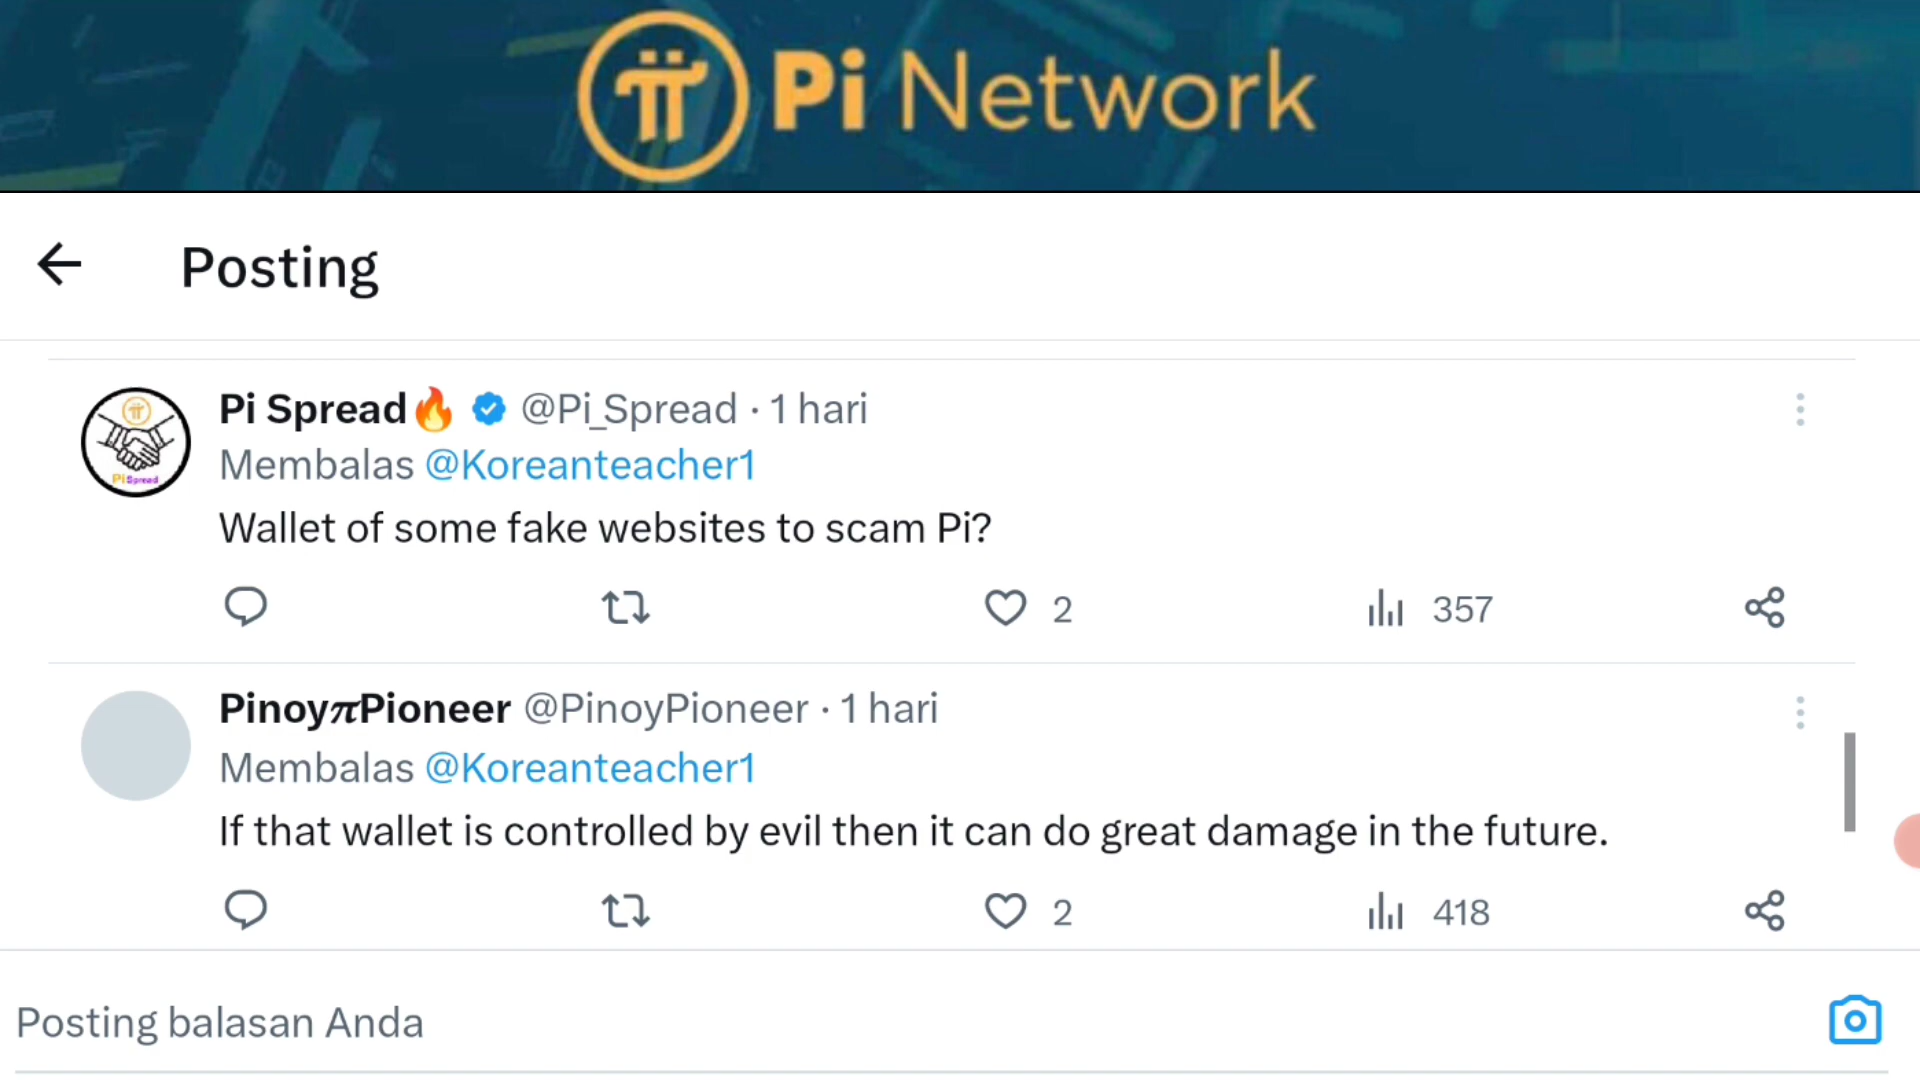 Pi Network
Posting
Pi Spread🔥 @Pi_Spread · 1 hari
Membalas @Koreanteacher1
Wallet of some fake websites to scam Pi?
2 357
Pi Spread
PinoyπPioneer @PinoyPioneer · 1 hari
Membalas @Koreanteacher1
If that wallet is controlled by evil then it can do great damage in the future.
2 418
Posting balasan Anda